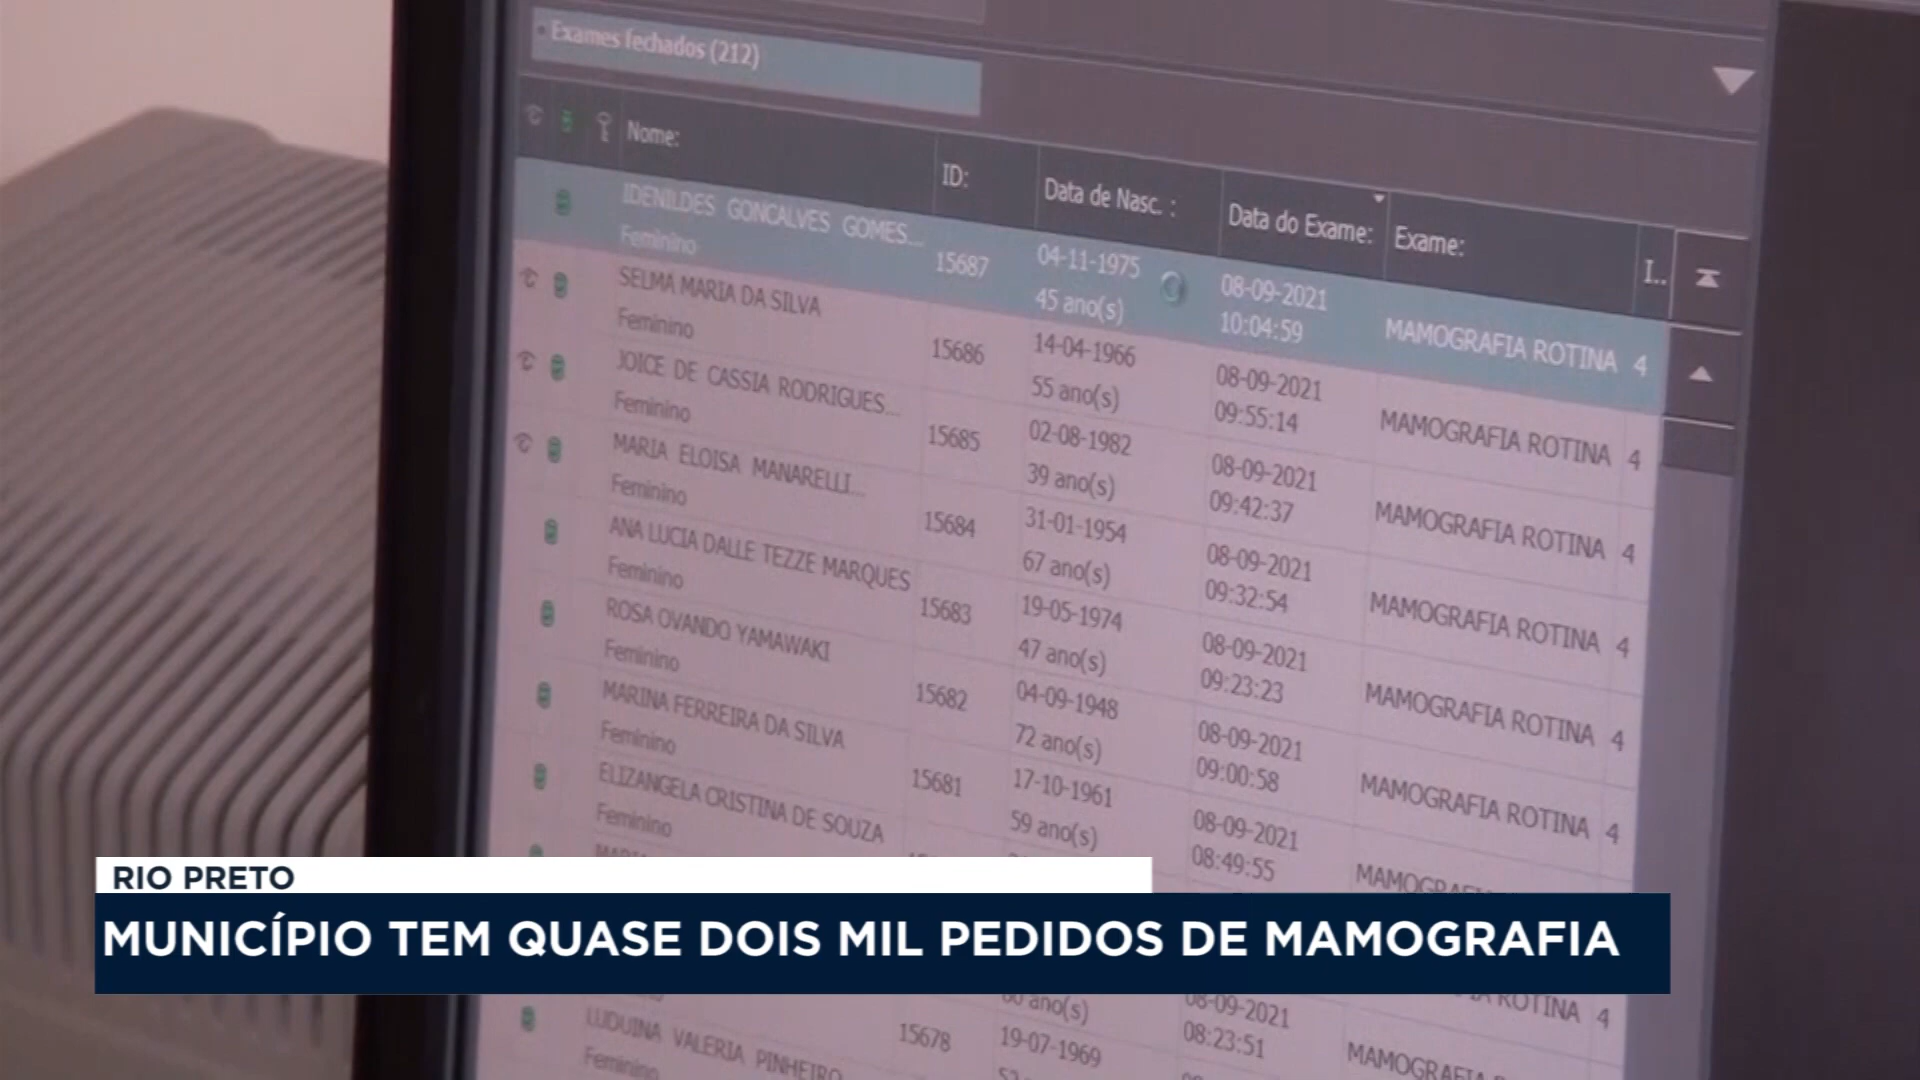 Exames fechados (212)
Nome: ID: Data de Nasc. : Data do Exame: Exame: I..
IDENILDES GONCALVES GOMES... 15687 04-11-1975 08-09-2021 MAMOGRAFIA ROTINA 4
Feminino 45 ano(s) 10:04:59
SELMA MARIA DA SILVA 15686 14-04-1966 08-09-2021 MAMOGRAFIA ROTINA 4
Feminino 55 ano(s) 09:55:14
JOICE DE CASSIA RODRIGUES... 15685 02-08-1982 08-09-2021 MAMOGRAFIA ROTINA 4
Feminino 39 ano(s) 09:42:37
MARIA ELOISA MANARELLI... 15684 31-01-1954 08-09-2021 MAMOGRAFIA ROTINA 4
Feminino 67 ano(s) 09:32:54
ANA LUCIA DALLE TEZZE MARQUES 15683 19-05-1974 08-09-2021 MAMOGRAFIA ROTINA 4
Feminino 47 ano(s) 09:23:23
ROSA OVANDO YAMAWAKI 15682 04-09-1948 08-09-2021 MAMOGRAFIA ROTINA 4
Feminino 72 ano(s) 09:00:58
MARINA FERREIRA DA SILVA 15681 17-10-1961 08-09-2021
Feminino 59 ano(s) 08:49:55
ELIZANGELA CRISTINA DE SOUZA
Feminino
RIO PRETO
MUNICÍPIO TEM QUASE DOIS MIL PEDIDOS DE MAMOGRAFIA
60 ano(s) 08-09-2021 ROTINA 4
08:23:51
LUDUINA VALERIA PINHEIRO 15678 19-07-1969 MAMOGRAFIA
Feminino